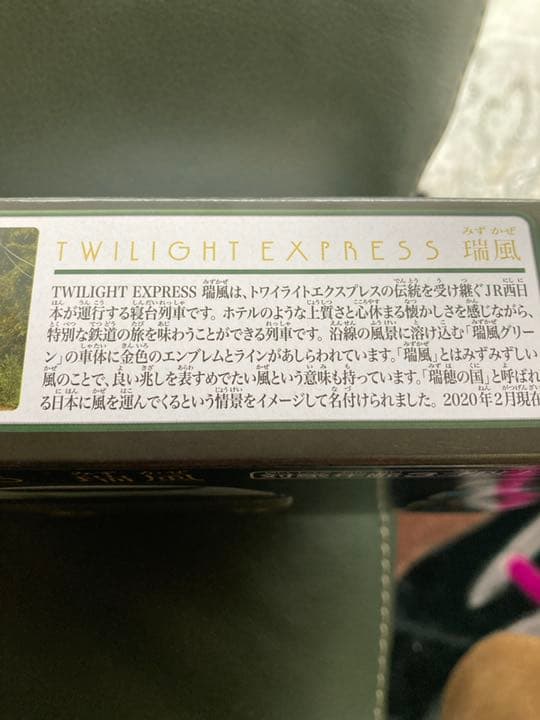 みず かぜ
TWILIGHT EXPRESS 瑞風
TWILIGHT EXPRESS 瑞風は、トワイライトエクスプレスの伝統を受け継ぐJR西日
本が運行する寝台列車です。ホテルのような上質さと心休まる懐かしさを感じながら、
特別な鉄道の旅を味わうことができる列車です。沿線の風景に溶け込む「瑞風グリー
ン」の車体に金色のエンブレムとラインがあしらわれています。「瑞風」とはみずみずしい
風のことで、良い兆しを表すめでたい風という意味も持っています。「瑞穂の国」と呼ばれ
る日本に風を運んでくるという情景をイメージして名付けられました。2020年2月現在